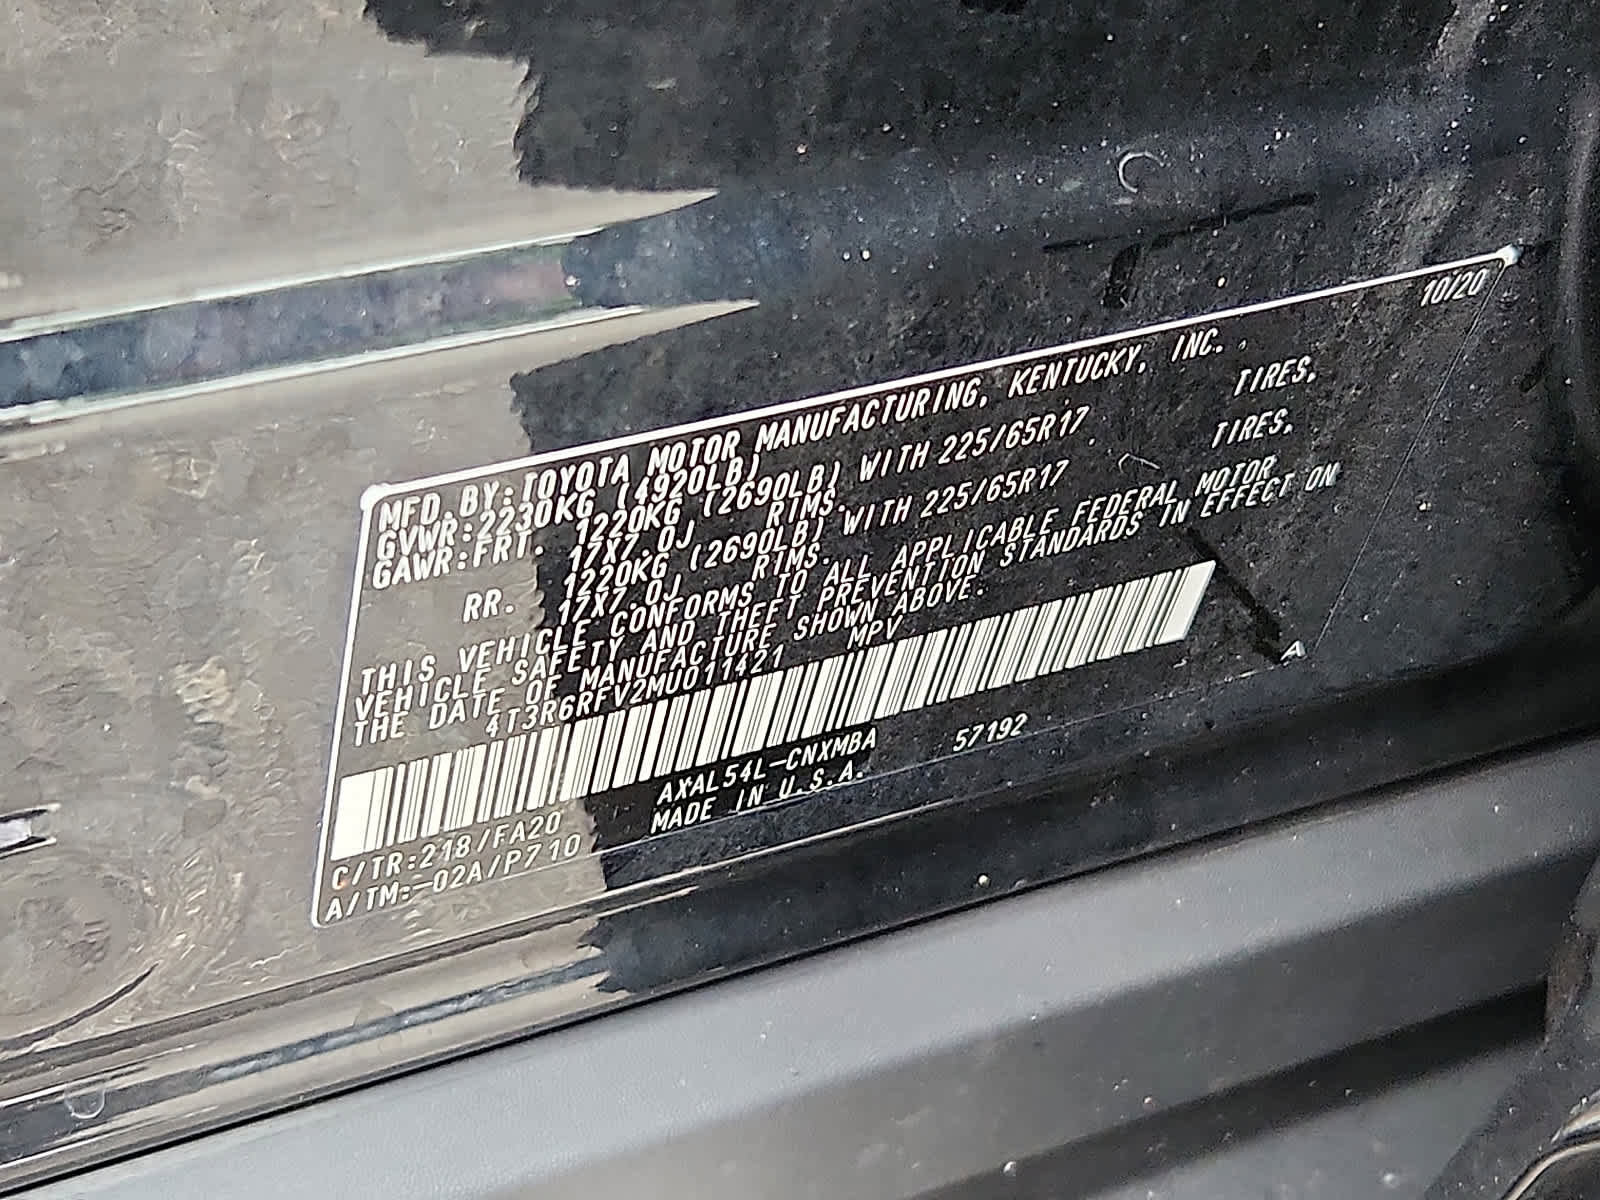 10/20
MFD. BY:TOYOTA MOTOR MANUFACTURING, KENTUCKY, INC.
GVWR:2230KG (4920LB)
GAWR:FRT. 1220KG (2690LB) WITH 225/65R17 TIRES,
17X7.0J RIMS.
RR. 1220KG (2690LB) WITH 225/65R17 TIRES,
17X7.0J RIMS.
THIS VEHICLE CONFORMS TO ALL APPLICABLE FEDERAL MOTOR
VEHICLE SAFETY AND THEFT PREVENTION STANDARDS IN EFFECT ON
THE DATE OF MANUFACTURE SHOWN ABOVE.
4T3R6RFV2MU011421 MPV
A
C/TR:218/FA20 AXAL54L-CNXMBA 57192
A/TM:-02A/P710 MADE IN U.S.A.